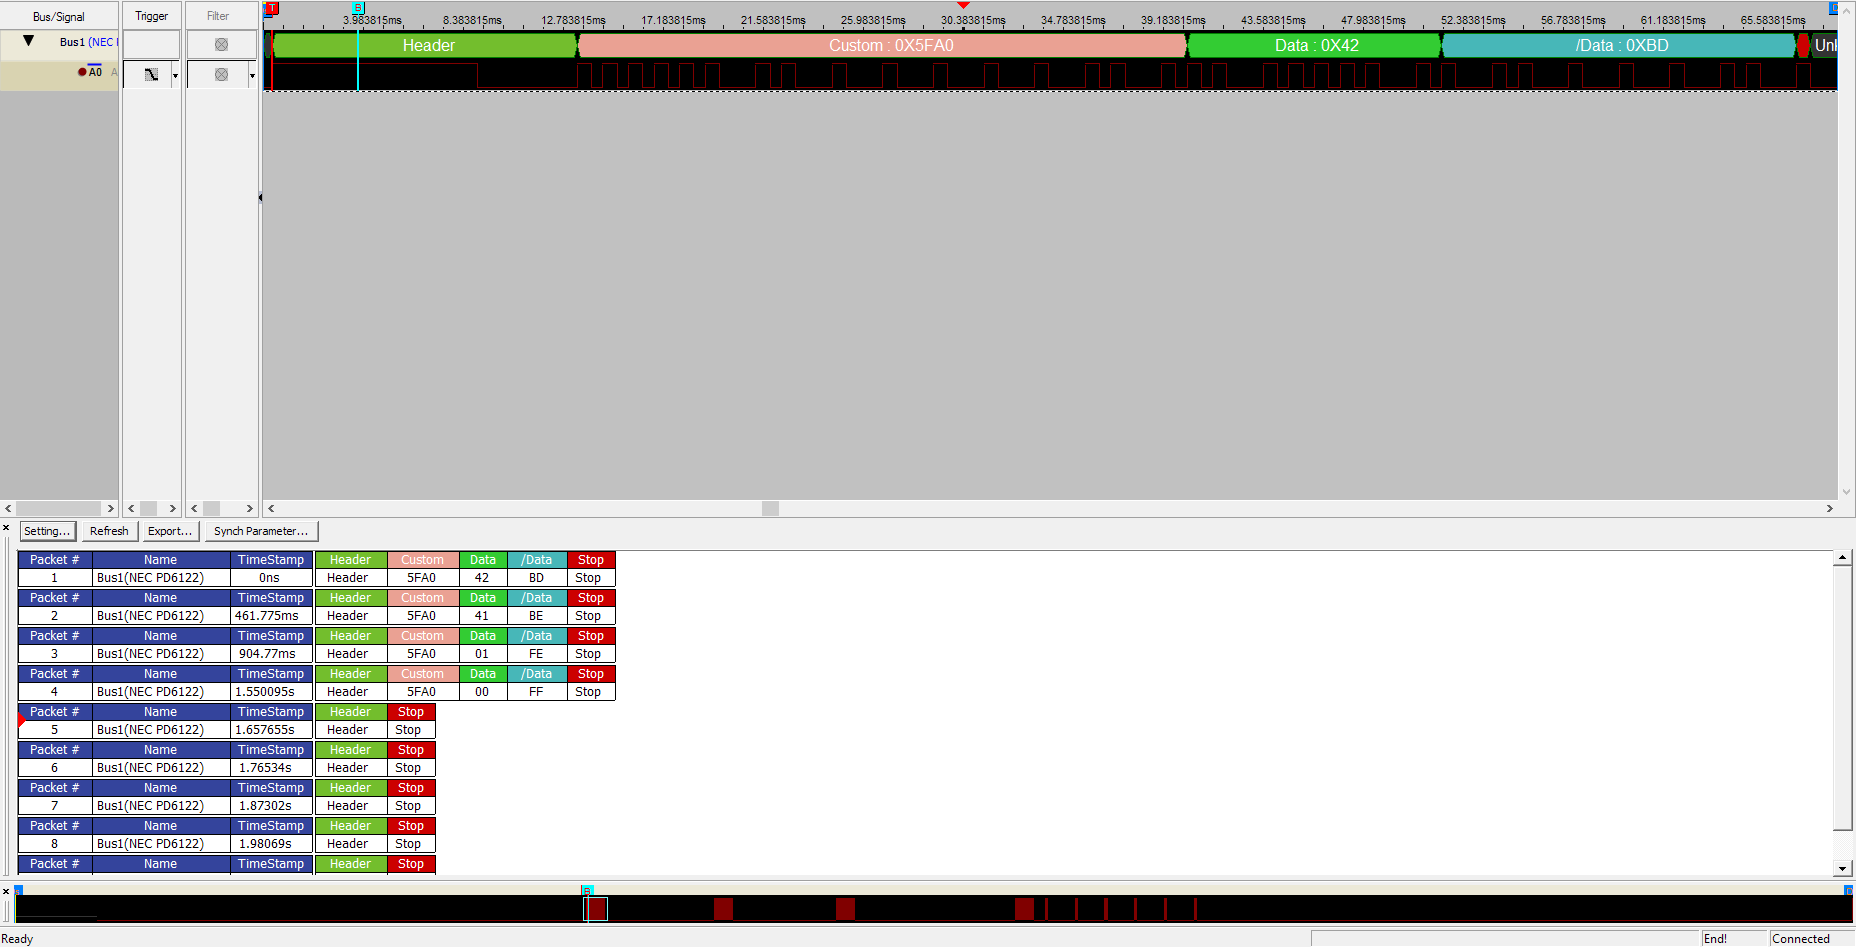 Bus/Signal Trigger Filter
T B
3.983815ms 8.383815ms 12.783815ms 17.183815ms 21.583815ms 25.983815ms 30.383815ms 34.783815ms 39.183815ms 43.583815ms 47.983815ms 52.383815ms 56.783815ms 61.183815ms 65.583815ms
Bus1 (NEC Header Custom : 0X5FA0 Data : 0X42 /Data : 0XBD Unk
A0 A
Setting... Refresh Export... Synch Parameter...
Packet # Name TimeStamp Header Custom Data /Data Stop
1 Bus1(NEC PD6122) 0ns Header 5FA0 42 BD Stop
Packet # Name TimeStamp Header Custom Data /Data Stop
2 Bus1(NEC PD6122) 461.775ms Header 5FA0 41 BE Stop
Packet # Name TimeStamp Header Custom Data /Data Stop
3 Bus1(NEC PD6122) 904.77ms Header 5FA0 01 FE Stop
Packet # Name TimeStamp Header Custom Data /Data Stop
4 Bus1(NEC PD6122) 1.550095s Header 5FA0 00 FF Stop
Packet # Name TimeStamp Header Stop
5 Bus1(NEC PD6122) 1.657655s Header Stop
Packet # Name TimeStamp Header Stop
6 Bus1(NEC PD6122) 1.76534s Header Stop
Packet # Name TimeStamp Header Stop
7 Bus1(NEC PD6122) 1.87302s Header Stop
Packet # Name TimeStamp Header Stop
8 Bus1(NEC PD6122) 1.98069s Header Stop
Packet # Name TimeStamp Header Stop
B
Ready End! Connected